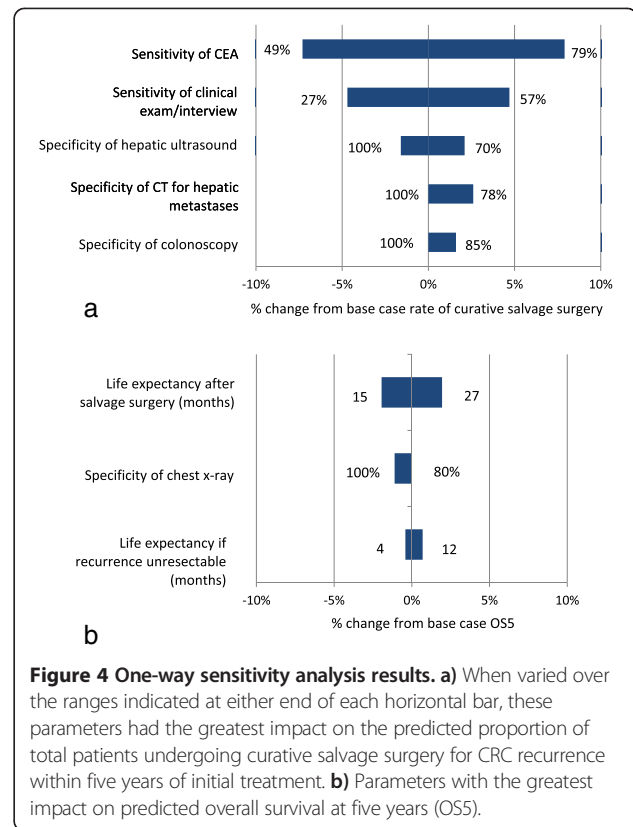 Sensitivity of CEA
49%
79%
Sensitivity of clinical
exam/interview
27%
57%
Specificity of hepatic ultrasound
100%
70%
Specificity of CT for hepatic
metastases
100%
78%
Specificity of colonoscopy
100%
85%
-10% -5% 0% 5% 10%
a
% change from base case rate of curative salvage surgery
Life expectancy after
salvage surgery (months)
15
27
Specificity of chest x-ray
100%
80%
Life expectancy if
recurrence unresectable
(months)
4
12
-10% -5% 0% 5% 10%
b
% change from base case OS5
Figure 4 One-way sensitivity analysis results. a) When varied over
the ranges indicated at either end of each horizontal bar, these
parameters had the greatest impact on the predicted proportion of
total patients undergoing curative salvage surgery for CRC recurrence
within five years of initial treatment. b) Parameters with the greatest
impact on predicted overall survival at five years (OS5).